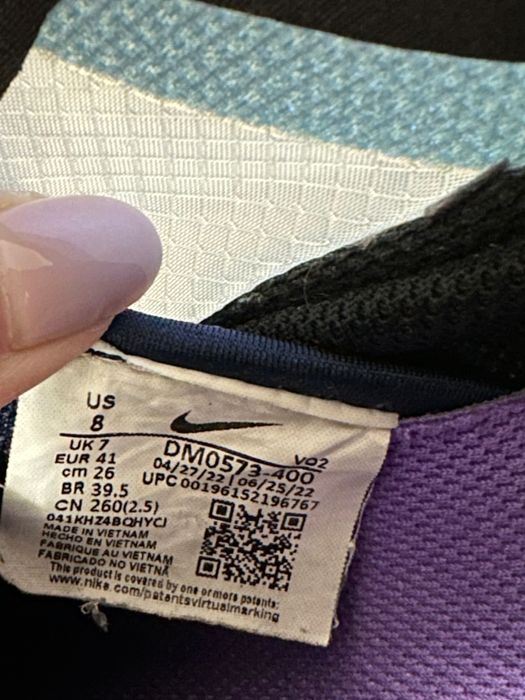 US
8
UK 7
EUR 41
cm 26
BR 39.5
CN 260(2.5)
041KHZ4BQHYCI
MADE IN VIETNAM
HECHO EN VIETNAM
FABRIQUE AU VIETNAM
FABRICADO NO VIETNA
VO2
DM0573-400
04/27/22 | 06/25/22
UPC 00196152196767
This product is covered by one or more patents:
www.nike.com/patentsvirtualmarking